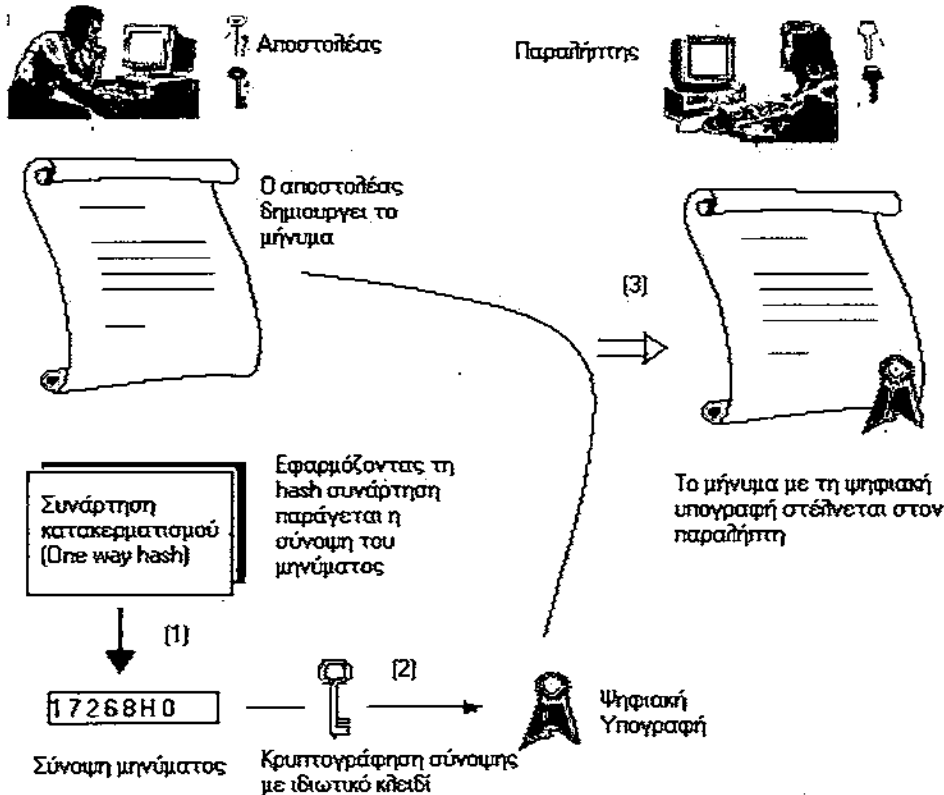 Αποστολέας
Παραλήπτης
Ο αποστολέας
δημιουργει το
μήνυμα
[3]
Συνάρτηση
κατακερματισμού
(One way hash)
Εφαρμόζοντας τη
hash συνάρτηση
παράγεται η
σύνοψη του
μηνύματος
Το μήνυμα με τη ψηφιακή
υπογραφή στέλνεται στον
παραλήπτη
[1]
17268H0
[2]
Ψηφιακή
Υπογραφή
Σύνοψη μηνύματος
Κρυπτογράφηση σύνοψης
με ιδιωτικό κλειδί